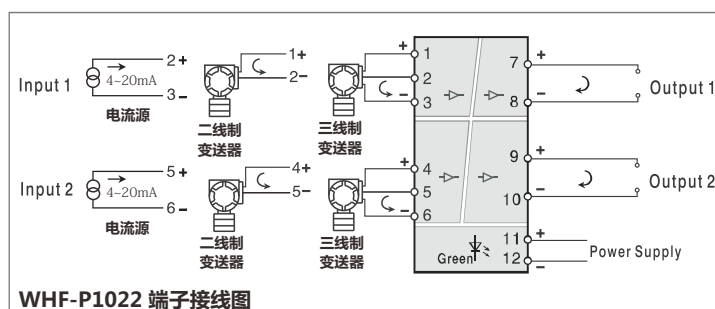 Input 1
4~20mA
2+
3-
电流源
1+
2-
二线制
变送器
三线制
变送器
+
1
2
-
3
7
+
8
-
Output 1
Input 2
4~20mA
5+
6-
电流源
4+
5-
二线制
变送器
三线制
变送器
+
4
5
-
6
9
+
10
-
Output 2
Green
11
+
12
-
Power Supply
WHF-P1022 端子接线图